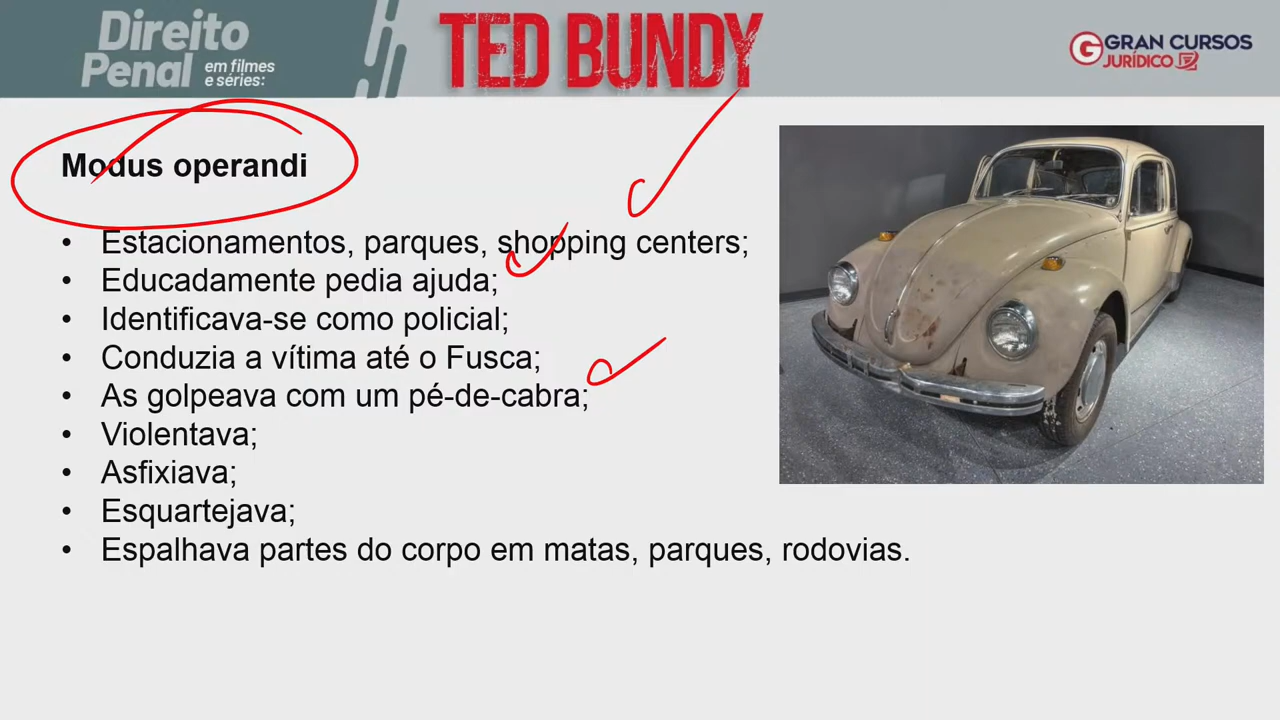 Direito
Penal em filmes
e séries:
TED BUNDY
GRAN CURSOS
JURÍDICO
Modus operandi
• Estacionamentos, parques, shopping centers;
• Educadamente pedia ajuda;
• Identificava-se como policial;
• Conduzia a vítima até o Fusca;
• As golpeava com um pé-de-cabra;
• Violentava;
• Asfixiava;
• Esquartejava;
• Espalhava partes do corpo em matas, parques, rodovias.